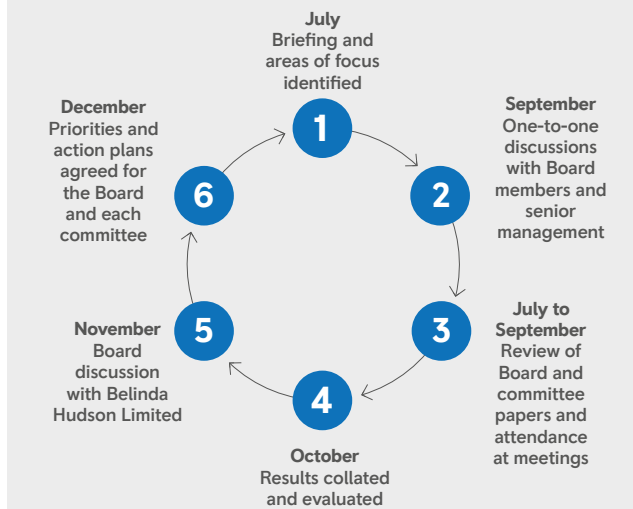 July
Briefing and
areas of focus
identified
1
September
One-to-one
discussions
with Board
members and
senior
management
2
July to
September
Review of
Board and
committee
papers and
attendance
at meetings
3
October
Results collated
and evaluated
4
November
Board
discussion
with Belinda
Hudson Limited
5
December
Priorities and
action plans
agreed for
the Board
and each
committee
6